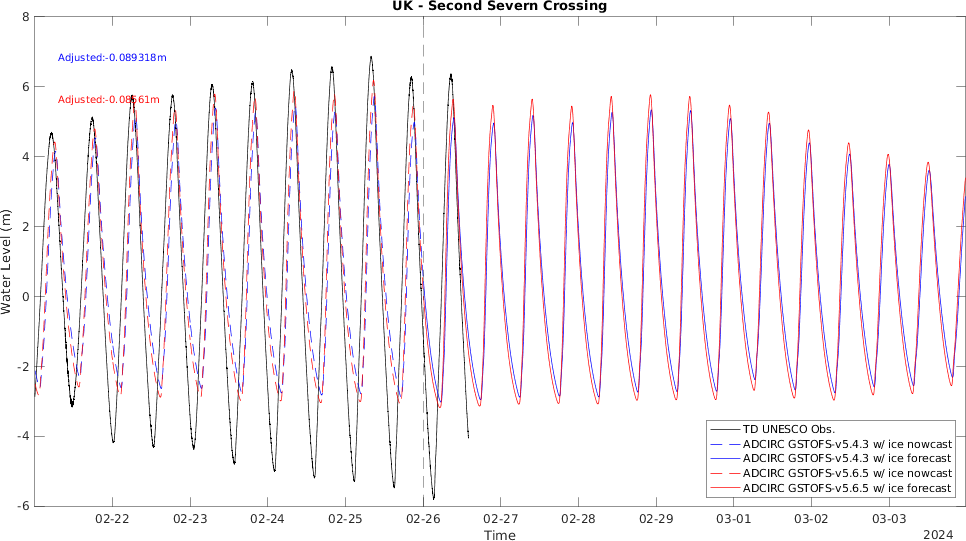 UK - Second Severn Crossing
8
6
4
2
0
-2
-4
-6
Water Level (m)
Adjusted:-0.089318m
Adjusted:-0.08561m
TD UNESCO Obs.
ADCIRC GSTOFS-v5.4.3 w/ ice nowcast
ADCIRC GSTOFS-v5.4.3 w/ ice forecast
ADCIRC GSTOFS-v5.6.5 w/ ice nowcast
ADCIRC GSTOFS-v5.6.5 w/ ice forecast
02-22 02-23 02-24 02-25 02-26 02-27 02-28 02-29 03-01 03-02 03-03
Time
2024